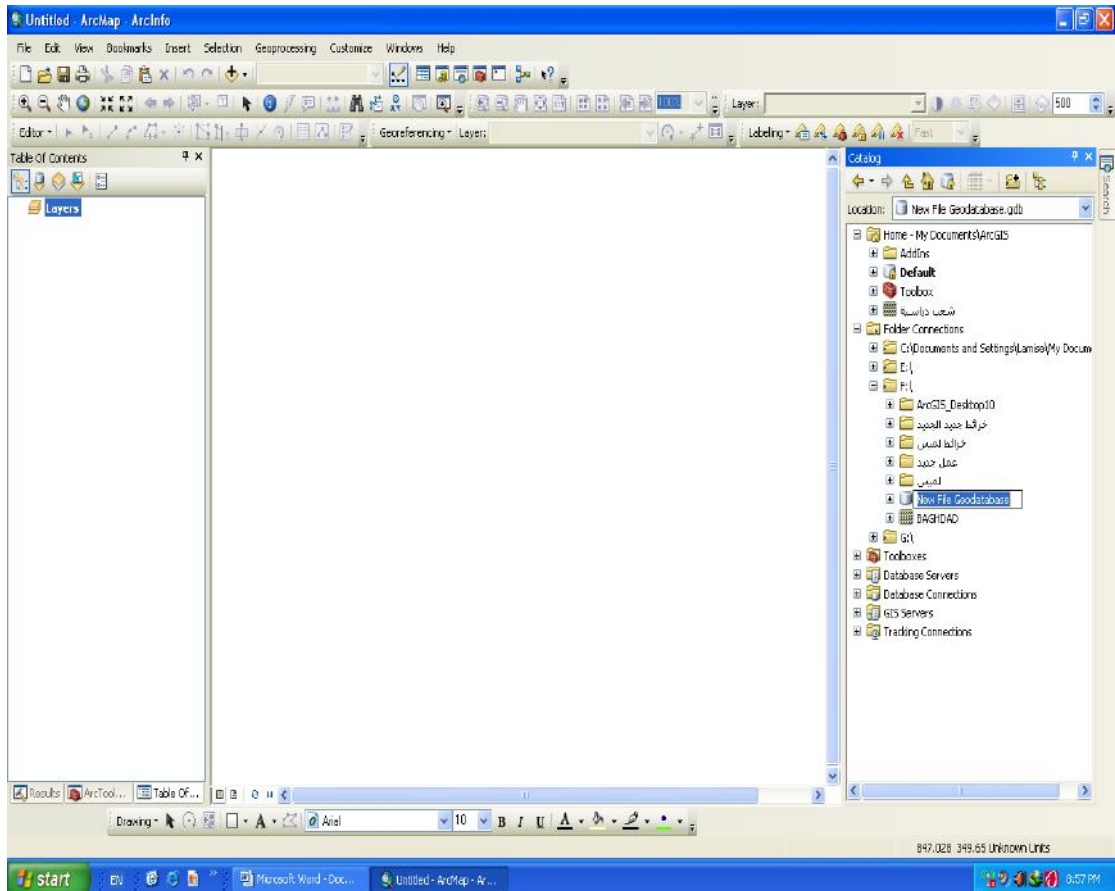 Untitled - ArcMap - ArcInfo
File Edit View Bookmarks Insert Selection Geoprocessing Customize Windows Help
Layer: 500
Editor Georeferencing Layer: Labeling Fast
Table Of Contents
Layers
Catalog
Search
Location: New File Geodatabase.gdb
Home - My Documents\ArcGIS
AddIns
Default
Toolbox
شعب دراسية
Folder Connections
C:\Documents and Settings\Lamise\My Docum
E:\
F:\
ArcGIS_Desktop10
خرائط جديد الجديد
خرائط لميس
عمل جديد
لميس
New File Geodatabase
BAGHDAD
G:\
Toolboxes
Database Servers
Database Connections
GIS Servers
Tracking Connections
Results ArcTool... Table Of...
Drawing A Arial 10 B I U A
847.028 349.65 Unknown Units
start EN Microsoft Word - Doc... Untitled - ArcMap - Ar... 8:57 PM